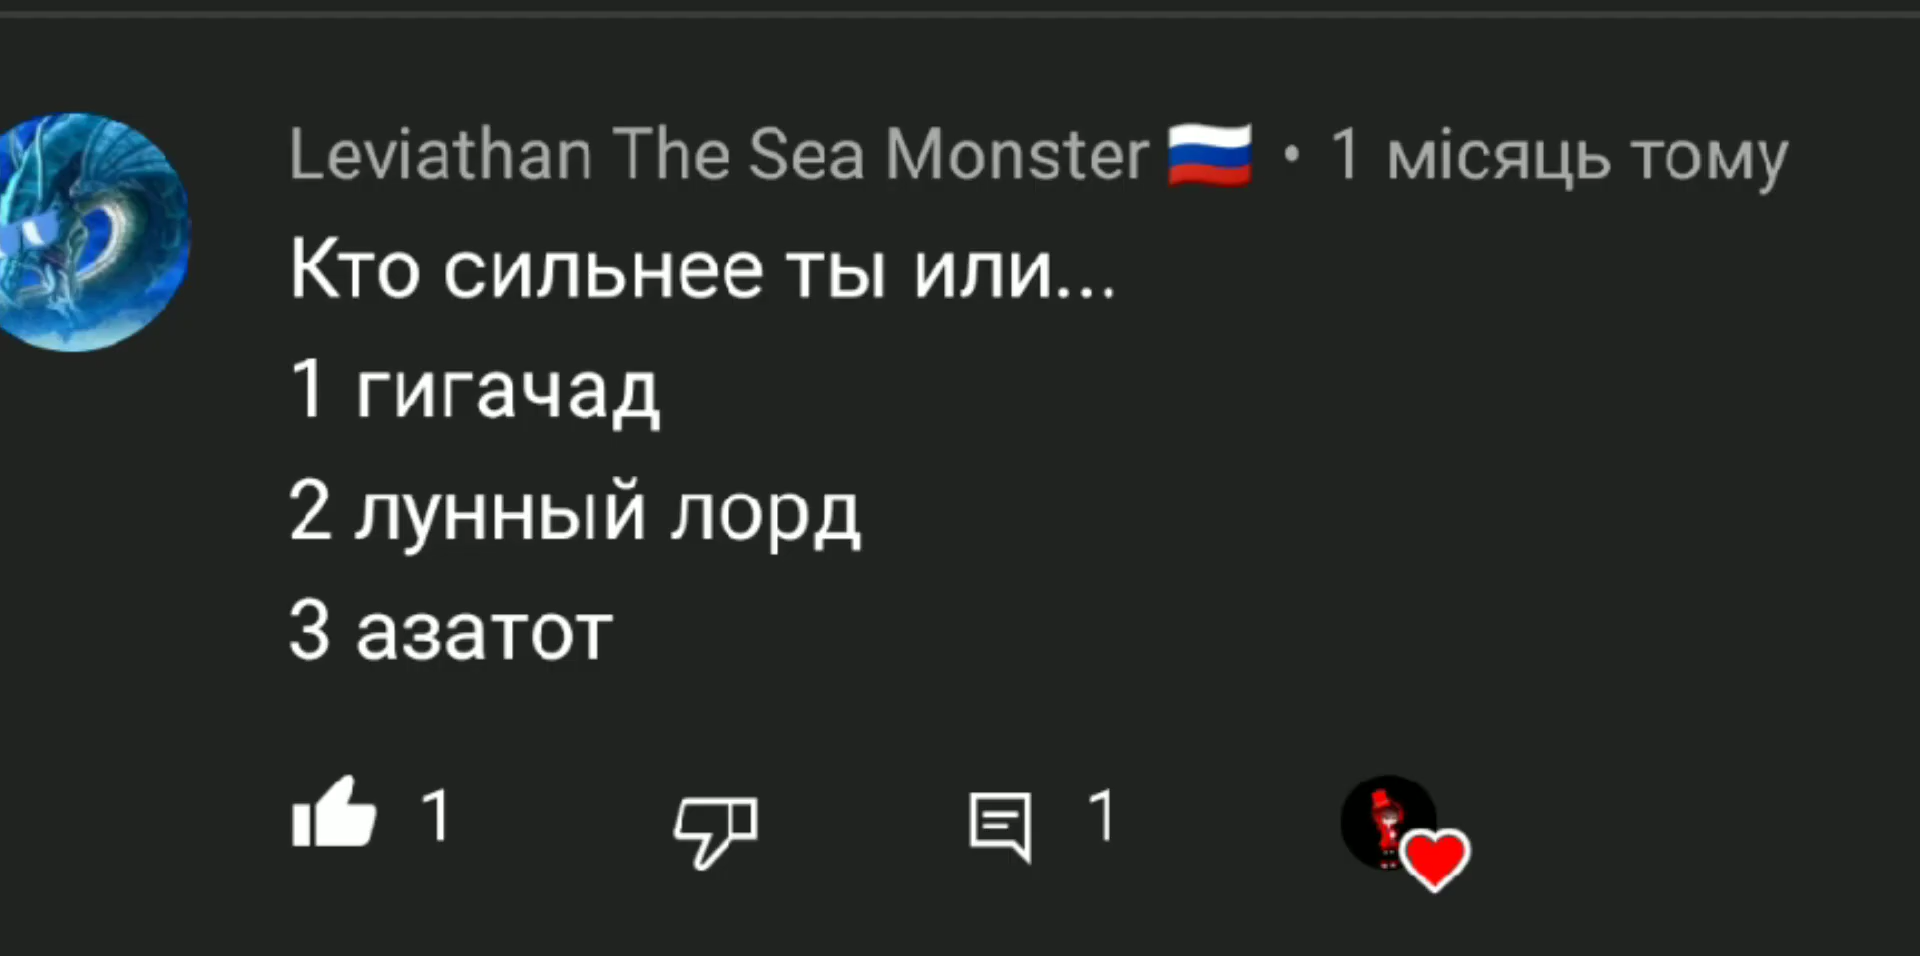 Leviathan The Sea Monster 🇷🇺 • 1 місяць тому
Кто сильнее ты или...
1 гигачад
2 лунный лорд
3 азатот
1 1